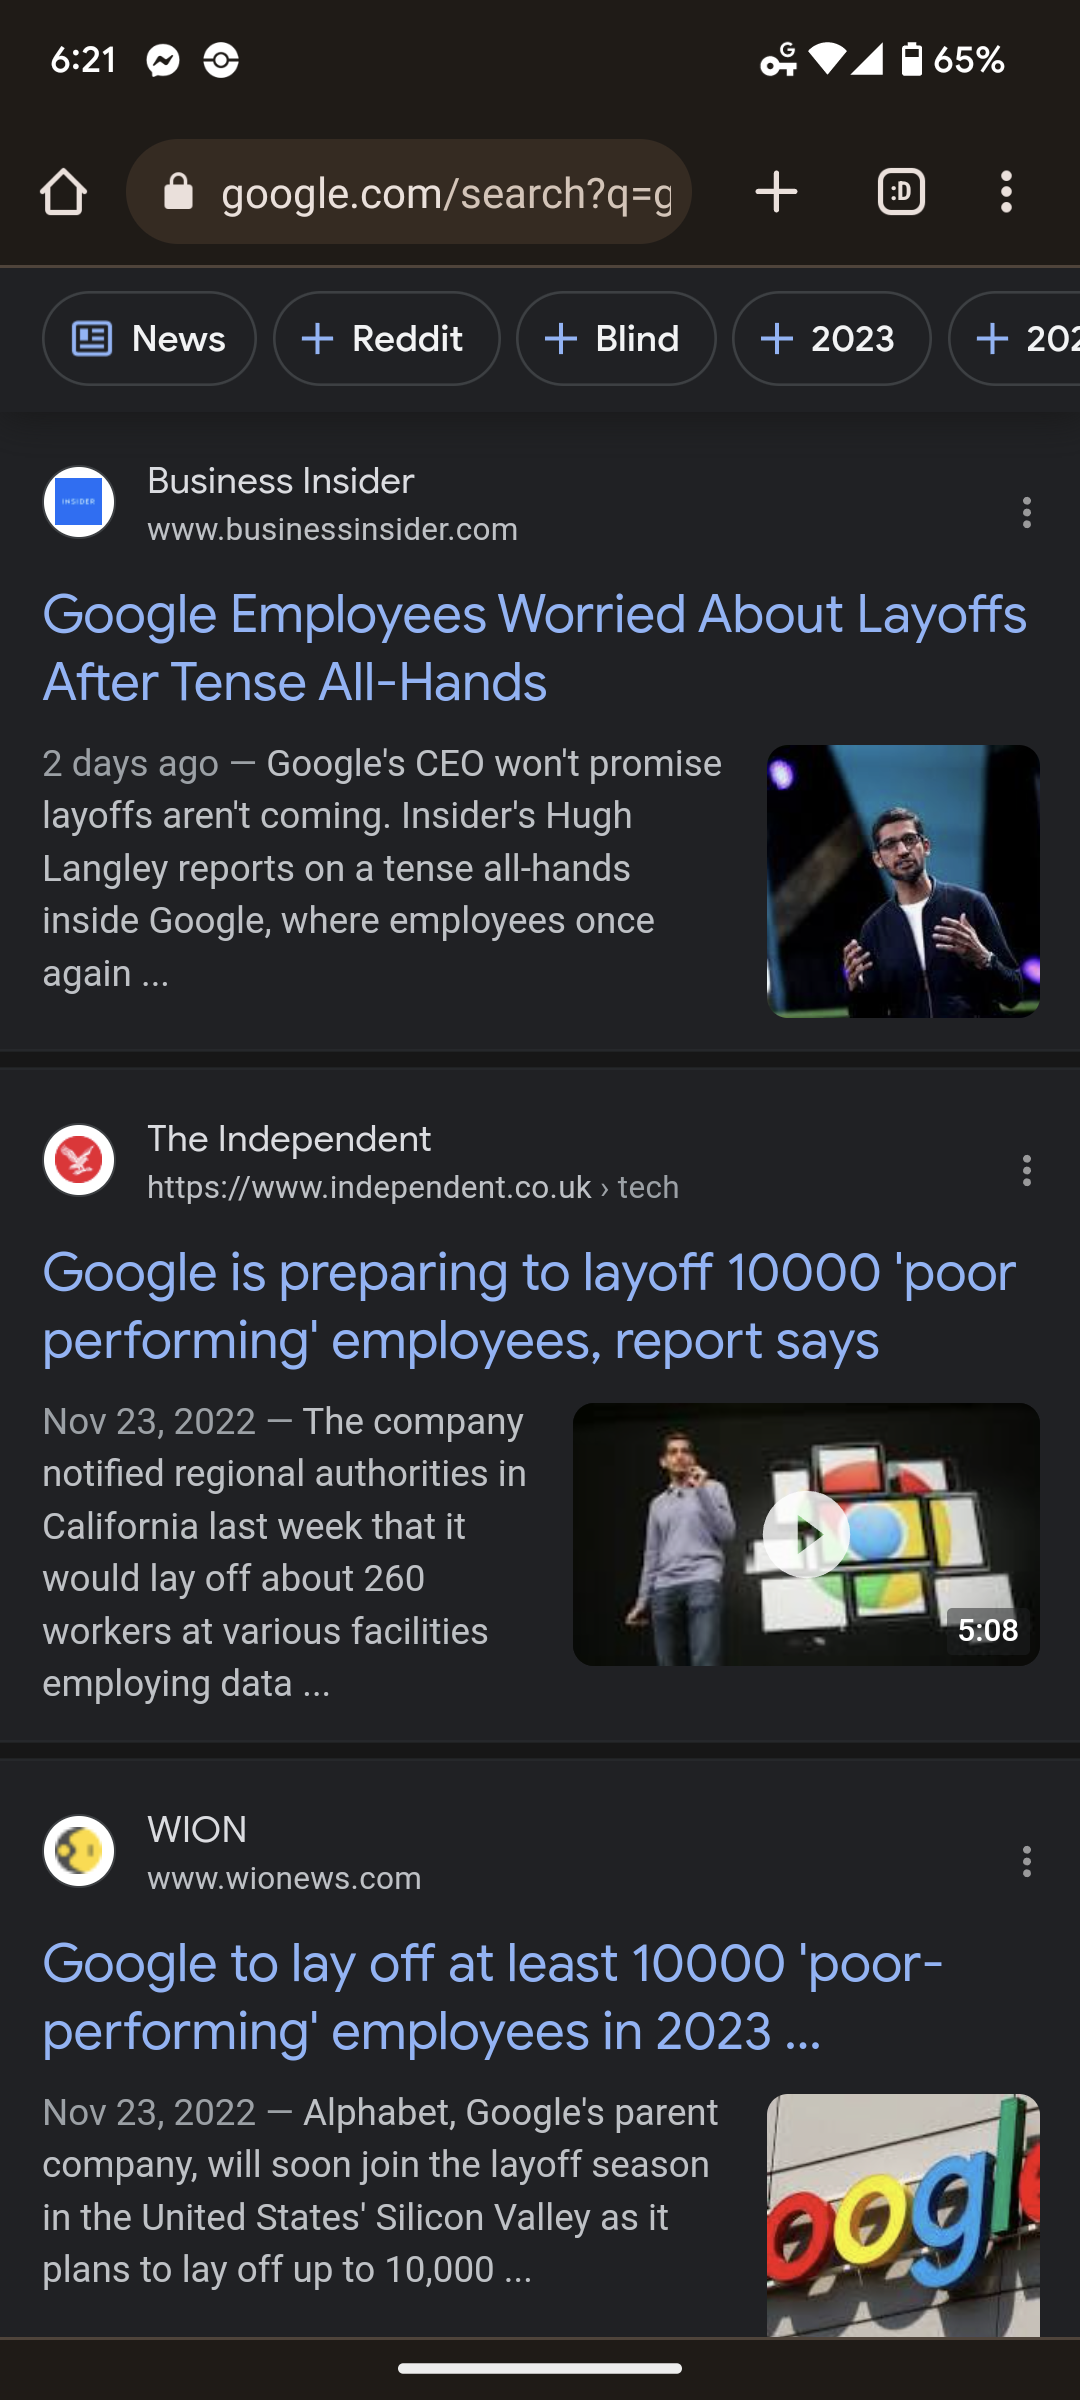 6:21 65%
google.com/search?q=g :D
News Reddit Blind 2023 202
INSIDER
Business Insider
www.businessinsider.com
Google Employees Worried About Layoffs
After Tense All-Hands
2 days ago — Google's CEO won't promise
layoffs aren't coming. Insider's Hugh
Langley reports on a tense all-hands
inside Google, where employees once
again ...
The Independent
https://www.independent.co.uk › tech
Google is preparing to layoff 10000 'poor
performing' employees, report says
Nov 23, 2022 — The company
notified regional authorities in
California last week that it
would lay off about 260
workers at various facilities
employing data ...
5:08
WION
www.wionews.com
Google to lay off at least 10000 'poor-
performing' employees in 2023 ...
Nov 23, 2022 — Alphabet, Google's parent
company, will soon join the layoff season
in the United States' Silicon Valley as it
plans to lay off up to 10,000 ...
oogle